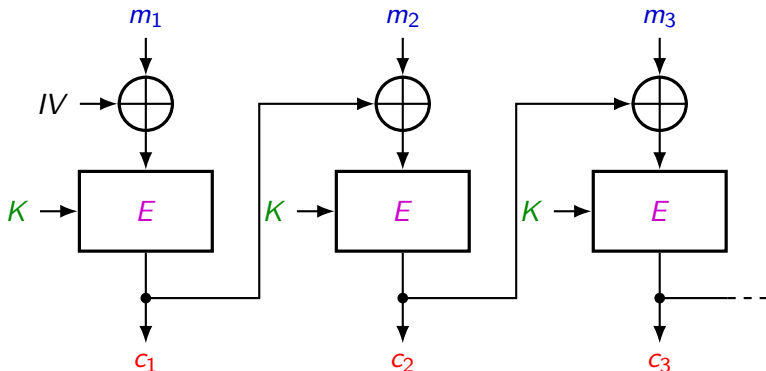 m₁ m₂ m₃
IV
K E K E K E
c₁ c₂ c₃